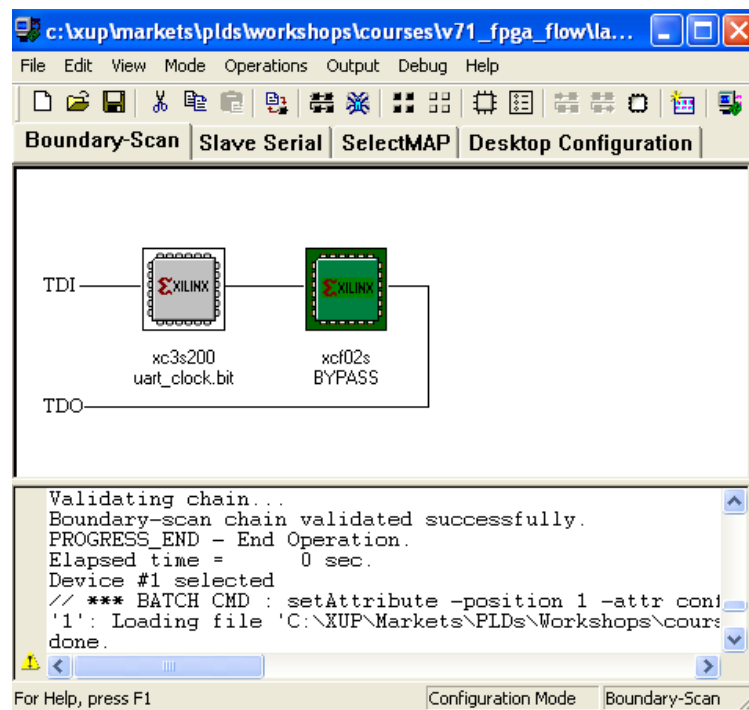 c:\xup\markets\plds\workshops\courses\v71_fpga_flow\la...
File Edit View Mode Operations Output Debug Help
Boundary-Scan Slave Serial SelectMAP Desktop Configuration
TDI
XILINX XILINX
xc3s200 xcf02s
uart_clock.bit BYPASS
TDO
Validating chain...
Boundary-scan chain validated successfully.
PROGRESS_END - End Operation.
Elapsed time = 0 sec.
Device #1 selected
// *** BATCH CMD : setAttribute -position 1 -attr conf
'1': Loading file 'C:\XUP\Markets\PLDs\Workshops\cours
done.
For Help, press F1 Configuration Mode Boundary-Scan